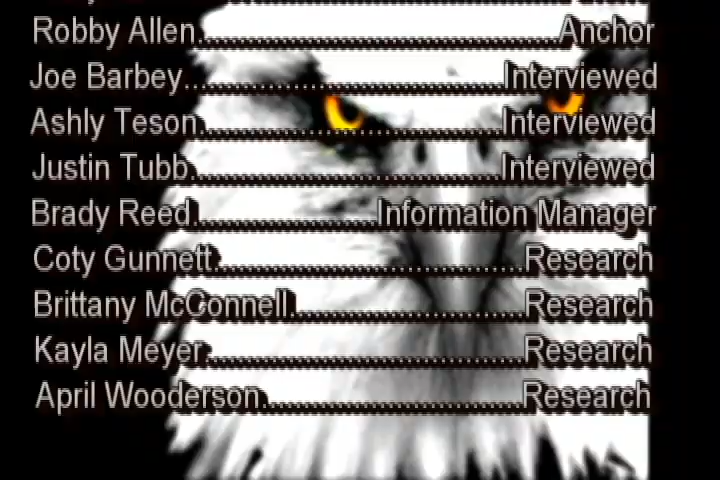 Robby Allen..............................................Anchor
Joe Barbey..........................................Interviewed
Ashly Teson.......................................Interviewed
Justin Tubb........................................Interviewed
Brady Reed.......................Information Manager
Coty Gunnett.......................................Research
Brittany McConnell.............................Research
Kayla Meyer........................................Research
April Wooderson.................................Research